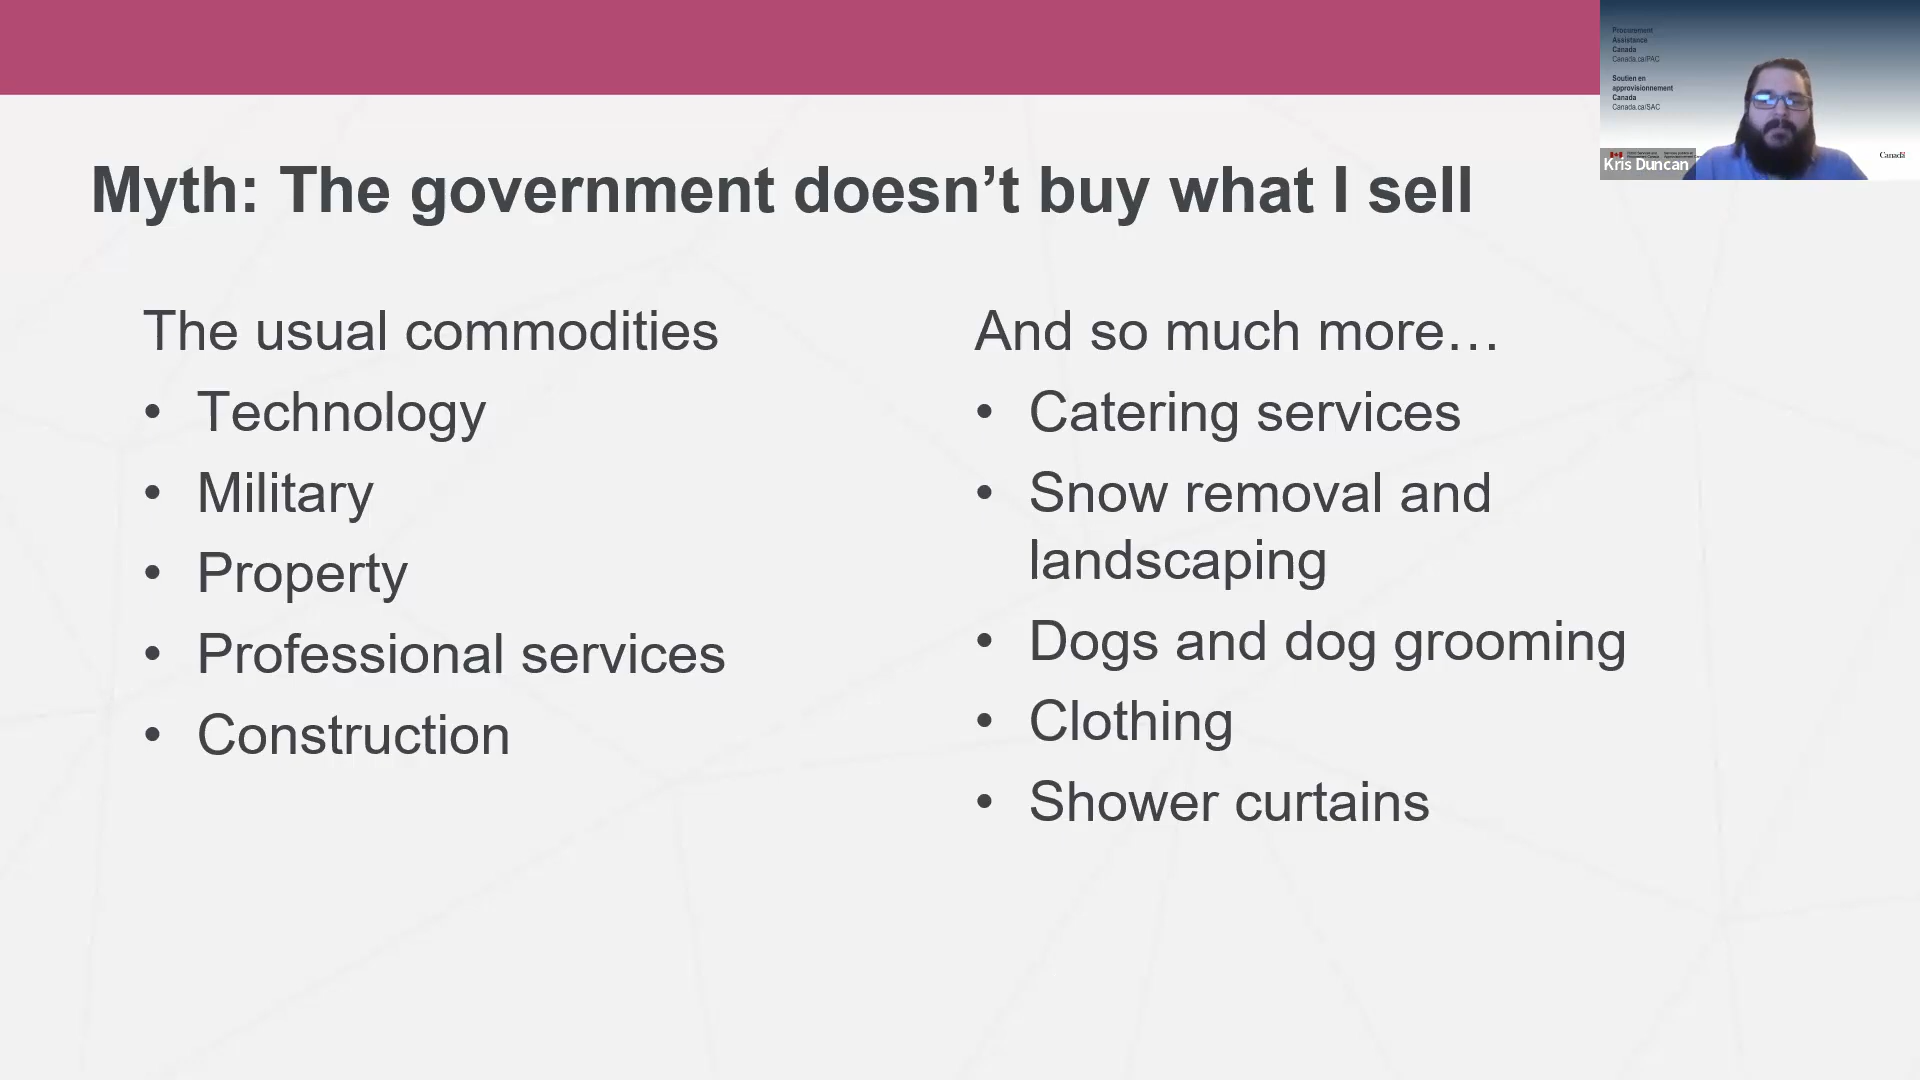 Myth: The government doesn’t buy what I sell
The usual commodities
• Technology
• Military
• Property
• Professional services
• Construction
And so much more…
• Catering services
• Snow removal and
landscaping
• Dogs and dog grooming
• Clothing
• Shower curtains
Procurement
Assistance
Canada
Canada.ca/PAC
Soutien en
approvisionnement
Canada
Canada.ca/SAC
Kris Duncan
Canada